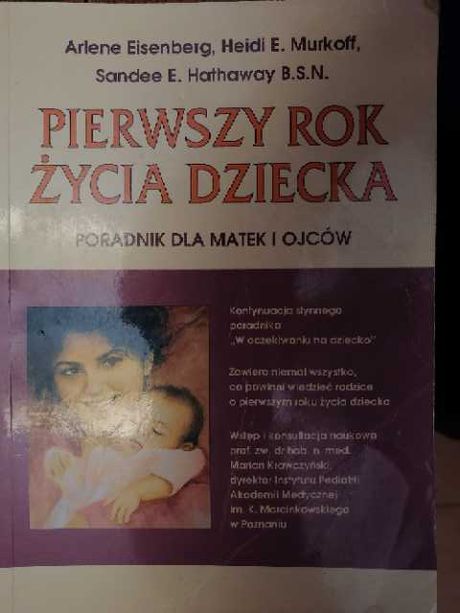 Arlene Eisenberg, Heidi E. Murkoff,
Sandee E. Hathaway B.S.N.
PIERWSZY ROK
ŻYCIA DZIECKA
PORADNIK DLA MATEK I OJCÓW
Kontynuacja słynnego
poradnika
„W oczekiwaniu na dziecko"
Zawiera niemal wszystko,
co powinni wiedzieć rodzice
o pierwszym roku życia dziecka
Wstęp i konsultacja naukowa
prof. zw. dr hab. n. med.
Marian Krawczyński,
dyrektor Instytutu Pediatrii
Akademii Medycznej
im. K. Marcinkowskiego
w Poznaniu